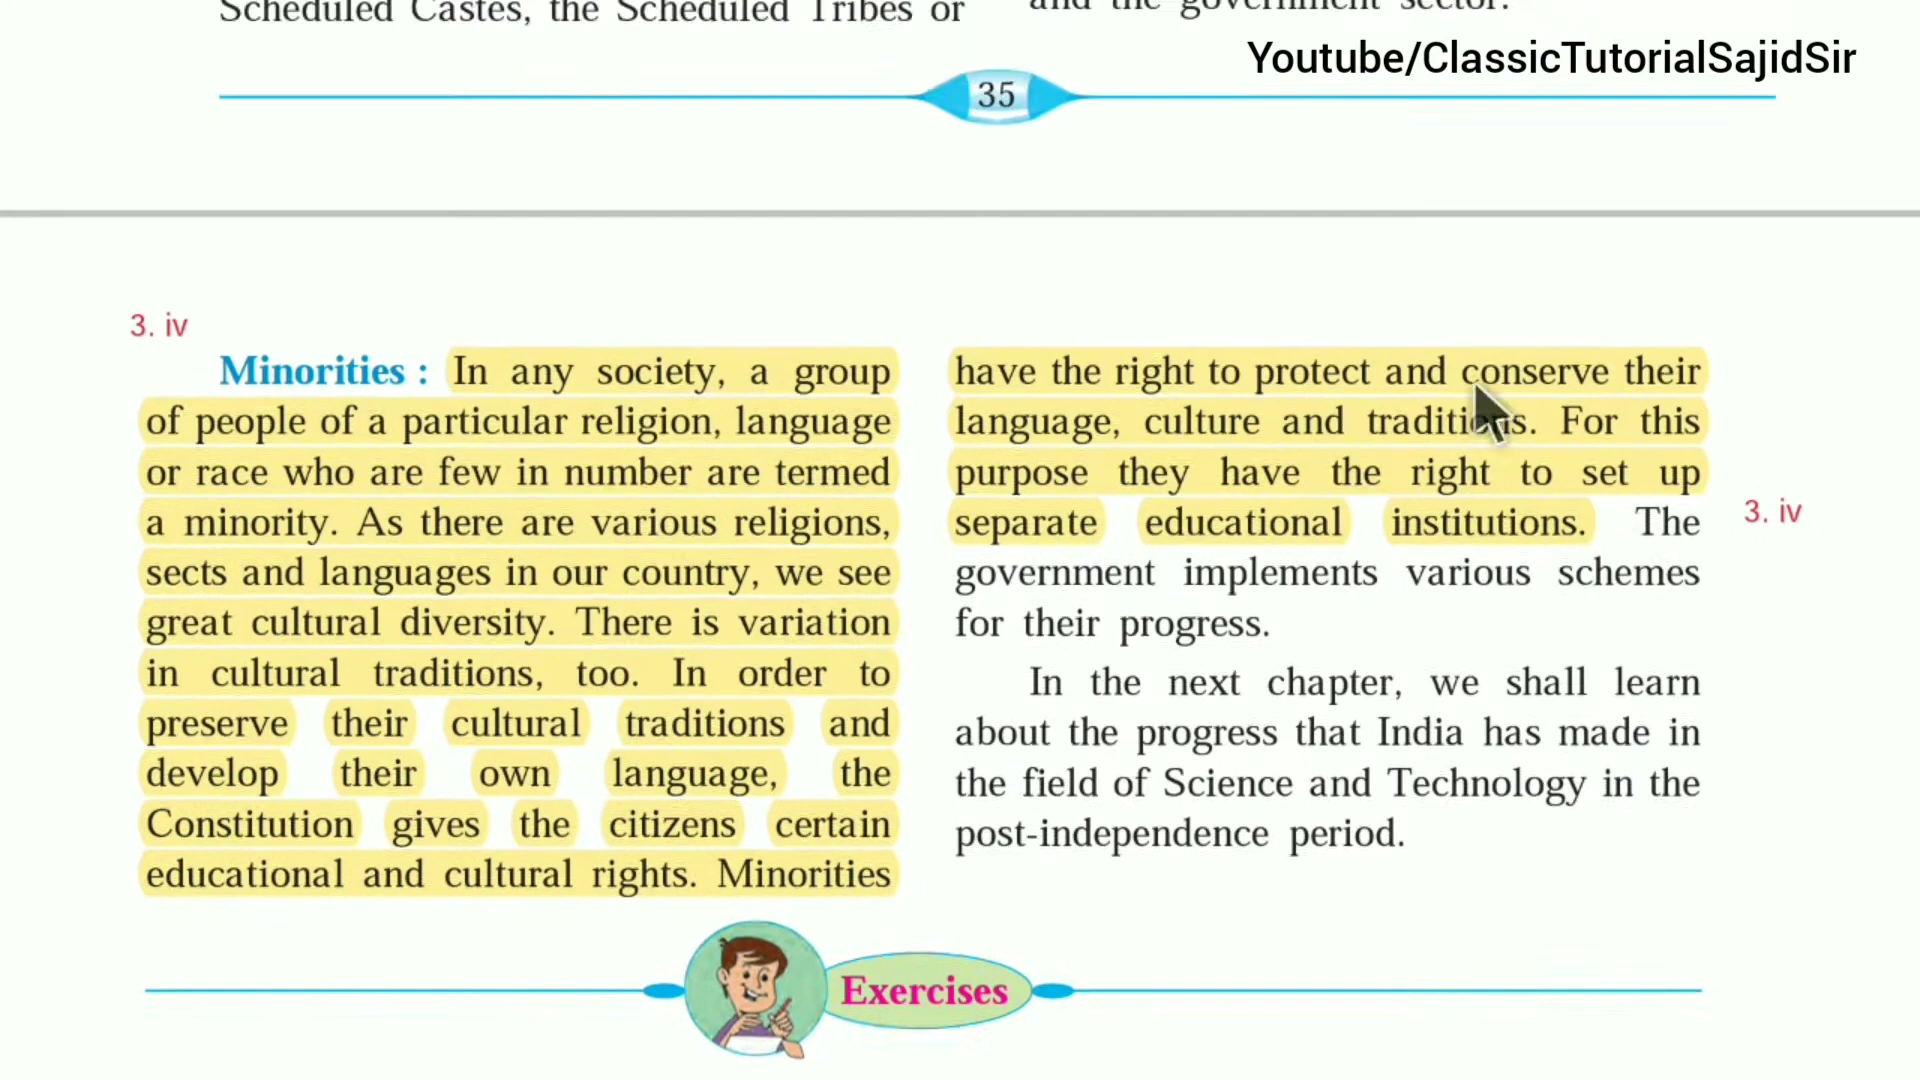 Scheduled Castes, the Scheduled Tribes or
and the government sector.
Youtube/ClassicTutorialSajidSir
35
3. iv
Minorities : In any society, a group
of people of a particular religion, language
or race who are few in number are termed
a minority. As there are various religions,
sects and languages in our country, we see
great cultural diversity. There is variation
in cultural traditions, too. In order to
preserve their cultural traditions and
develop their own language, the
Constitution gives the citizens certain
educational and cultural rights. Minorities
have the right to protect and conserve their
language, culture and traditions. For this
purpose they have the right to set up
separate educational institutions. The
3. iv
government implements various schemes
for their progress.
In the next chapter, we shall learn
about the progress that India has made in
the field of Science and Technology in the
post-independence period.
Exercises